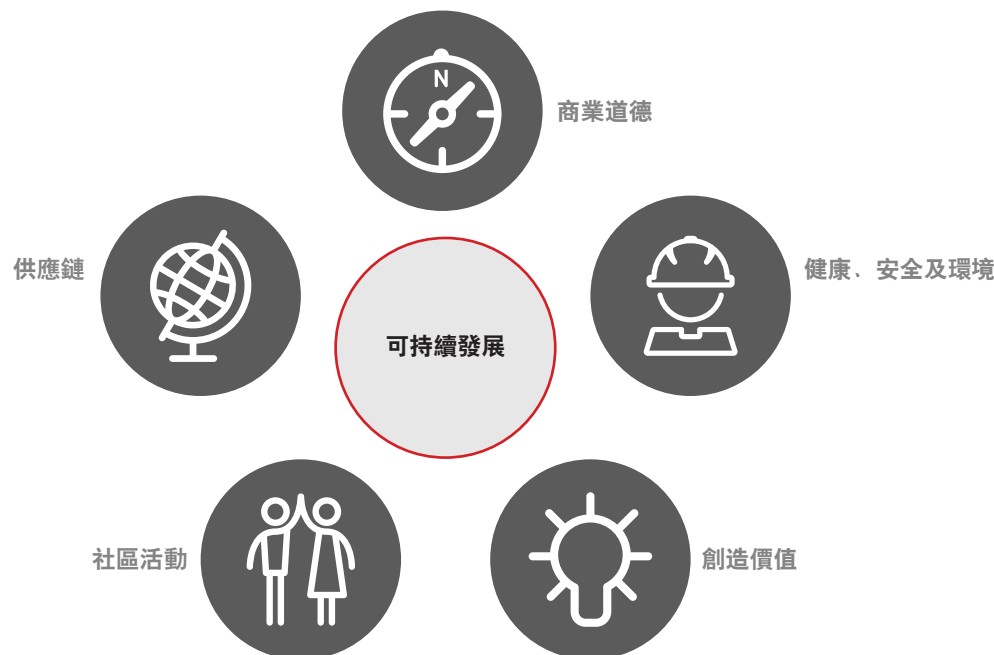 N
商業道德
供應鏈
健康、安全及環境
可持續發展
社區活動
創造價值